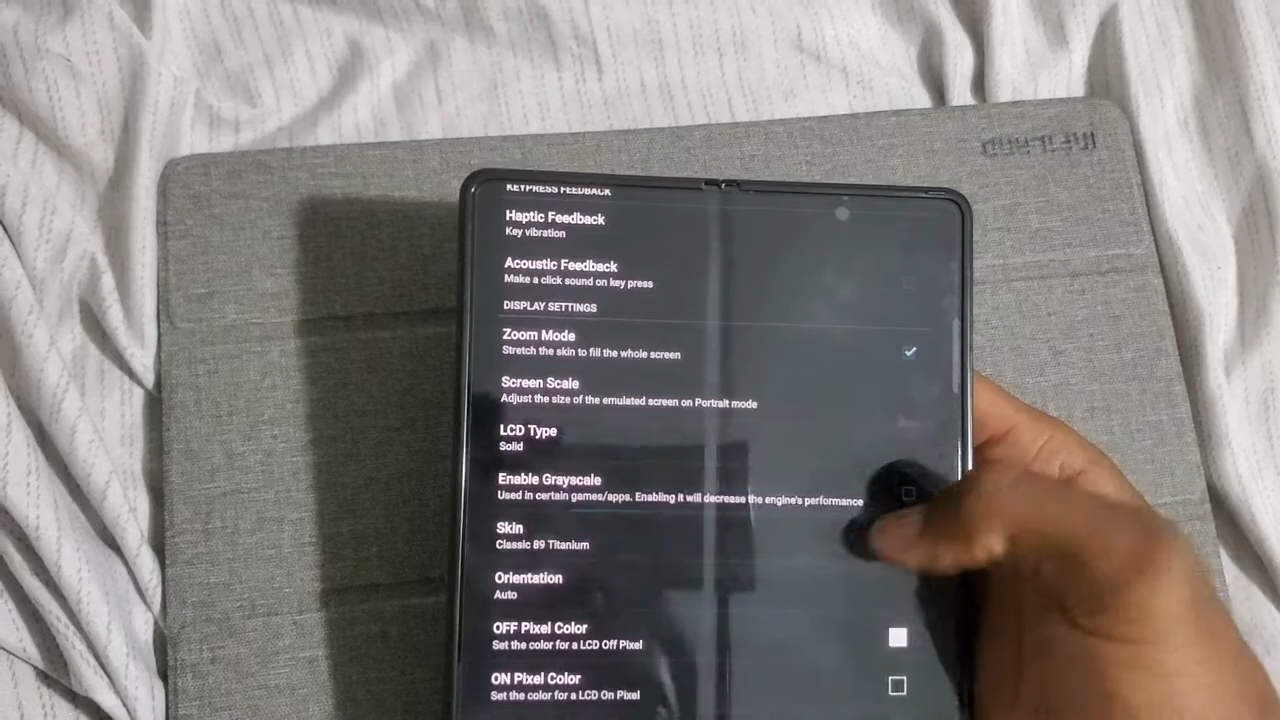 INFILAND
KEYPRESS FEEDBACK
Haptic Feedback
Key vibration
Acoustic Feedback
Make a click sound on key press
DISPLAY SETTINGS
Zoom Mode
Stretch the skin to fill the whole screen
Screen Scale
Adjust the size of the emulated screen on Portrait mode
LCD Type
Solid
Enable Grayscale
Used in certain games/apps. Enabling it will decrease the engine's performance
Skin
Classic 89 Titanium
Orientation
Auto
OFF Pixel Color
Set the color for a LCD Off Pixel
ON Pixel Color
Set the color for a LCD On Pixel